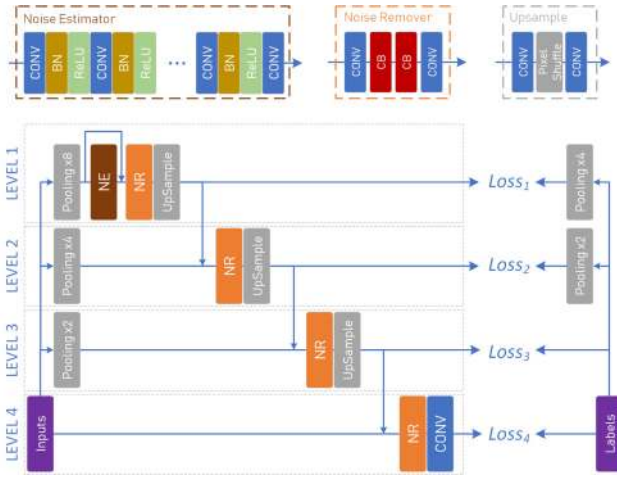 Noise Estimator
Noise Remover
Upsample
CONV
BN
ReLU
CONV
BN
ReLU
...
CONV
BN
ReLU
CONV
CB
CB
CONV
CONV
Pixel
Shuffle
CONV
LEVEL 1
Pooling x8
NE
NR
UpSample
Loss1
Pooling x4
LEVEL 2
Pooling x4
NR
UpSample
Loss2
Pooling x2
LEVEL 3
Pooling x2
NR
UpSample
Loss3
LEVEL 4
Inputs
NR
CONV
Loss4
Labels